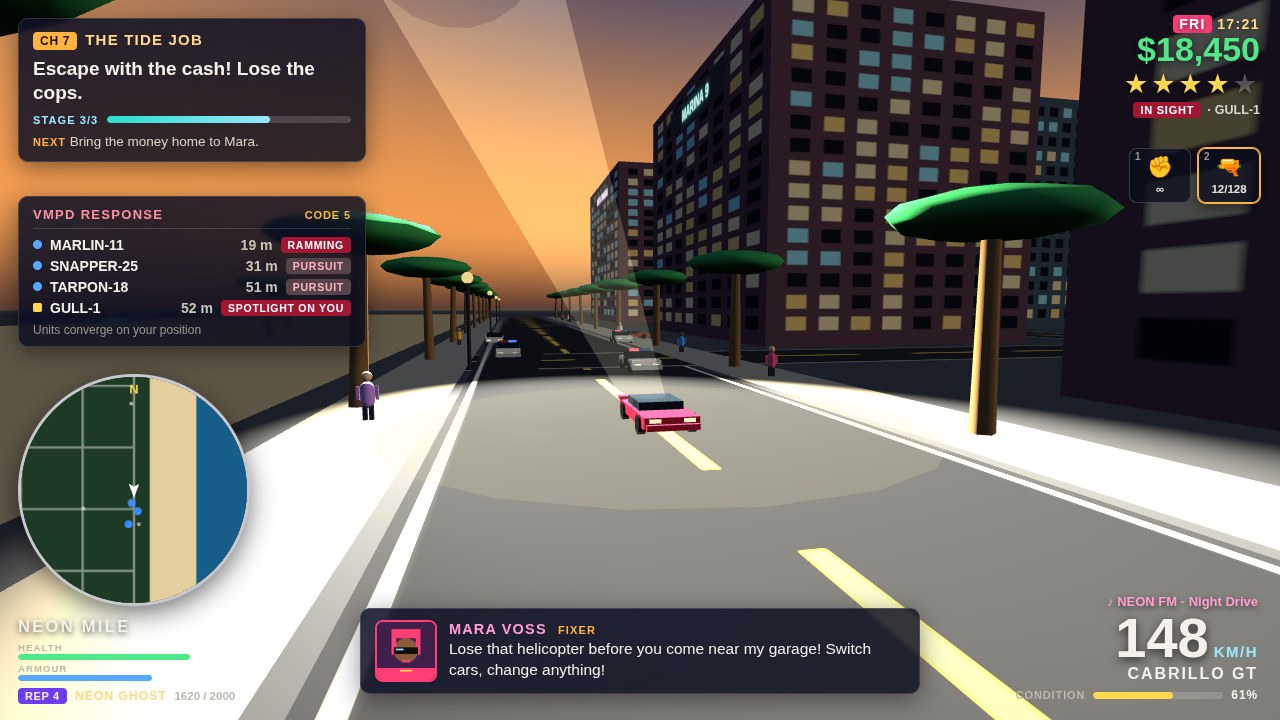 CH 7 THE TIDE JOB
Escape with the cash! Lose the
cops.
STAGE 3/3
NEXT Bring the money home to Mara.
VMPD RESPONSE CODE 5
MARLIN-11 19 m RAMMING
SNAPPER-25 31 m PURSUIT
TARPON-18 51 m PURSUIT
GULL-1 52 m SPOTLIGHT ON YOU
Units converge on your position
N
NEON MILE
HEALTH
ARMOUR
REP 4 NEON GHOST 1620 / 2000
MARINA 9
FRI 17:21
$18,450
IN SIGHT · GULL-1
1
∞
2
12/128
MARA VOSS FIXER
Lose that helicopter before you come near my garage! Switch
cars, change anything!
♪ NEON FM - Night Drive
148 KM/H
CABRILLO GT
CONDITION 61%